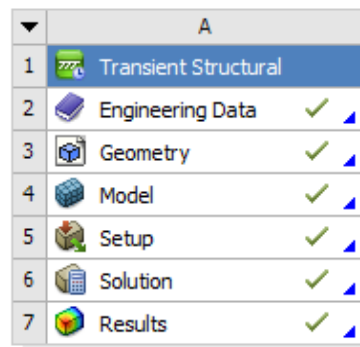 A
1 Transient Structural
2 Engineering Data
3 Geometry
4 Model
5 Setup
6 Solution
7 Results